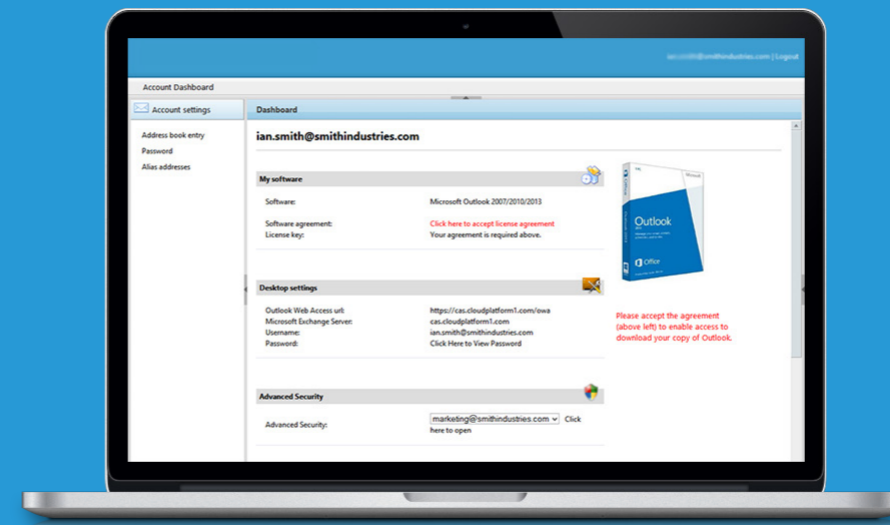 @smithindustries.com | Logout
Account Dashboard
Account settings
Address book entry
Password
Alias addresses
Dashboard
ian.smith@smithindustries.com
My software
Software: Microsoft Outlook 2007/2010/2013
Software agreement: Click here to accept license agreement
License key: Your agreement is required above.
Desktop settings
Outlook Web Access url: https://cas.cloudplatform1.com/owa
Microsoft Exchange Server: cas.cloudplatform1.com
Username: ian.smith@smithindustries.com
Password: Click Here to View Password
Advanced Security
Advanced Security: marketing@smithindustries.com Click
here to open
Microsoft
Outlook
Office
Please accept the agreement
(above left) to enable access to
download your copy of Outlook.